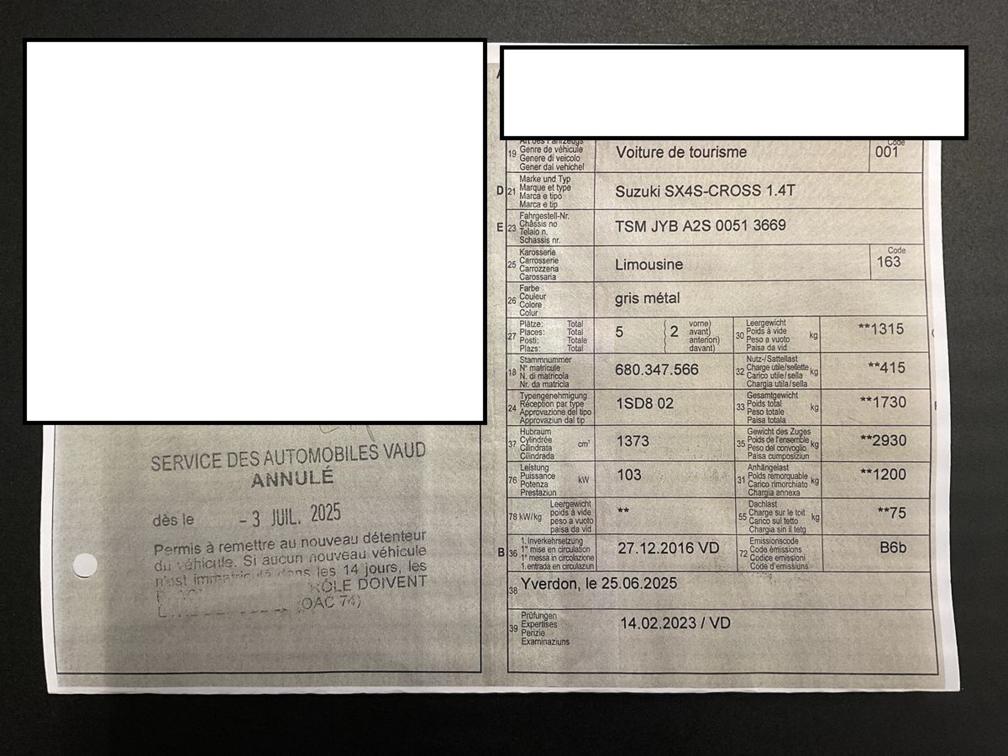 SERVICE DES AUTOMOBILES VAUD
ANNULÉ
dès le - 3 JUIL. 2025
Permis à remettre au nouveau détenteur
du véhicule. Si aucun nouveau véhicule
n'est immatriculé dans les 14 jours, les
RÔLE DOIVENT
(OAC 74)
19 Art des Fahrzeugs
Genre de véhicule
Genere di veicolo
Gener dal vehichel
Voiture de tourisme
Code
001
D 21 Marke und Typ
Marque et type
Marca e tipo
Marca e tip
Suzuki SX4S-CROSS 1.4T
E 23 Fahrgestell-Nr.
Châssis no
Telaio n.
Schassis nr.
TSM JYB A2S 0051 3669
25 Karosserie
Carrosserie
Carrozzeria
Carossaria
Limousine
Code
163
26 Farbe
Couleur
Colore
Colur
gris métal
27 Plätze: Total
Places: Total
Posti: Totale
Plazs: Total
5
( 2 vorne)
avant)
anteriori)
davant)
30 Leergewicht
Poids à vide
Peso a vuoto
Paisa da vid
kg
**1315
18 Stammnummer
N° matricule
N. di matricola
Nr. da matricla
680.347.566
32 Nutz-/Sattellast
Charge utile/sellette
Carico utile/sella
Chargia utila/sella
kg
**415
24 Typengenehmigung
Réception par type
Approvazione del tipo
Approvaziun dal tip
1SD8 02
33 Gesamtgewicht
Poids total
Peso totale
Paisa totala
kg
**1730
37 Hubraum
Cylindrée
Cilindrata
Cilindrada
cm³
1373
35 Gewicht des Zuges
Poids de l'ensemble
Peso del convoglio
Paisa cumposiziun
kg
**2930
76 Leistung
Puissance
Potenza
Prestaziun
kW
103
31 Anhängelast
Poids remorquable
Carico rimorchiato
Chargia annexa
kg
**1200
78 kW/kg Leergewicht
poids à vide
peso a vuoto
paisa da vid
**
55 Dachlast
Charge sur le toit
Carico sul tetto
Chargia sin il tetg
kg
**75
B 36 1. Inverkehrsetzung
1re mise en circulation
1a messa in circolazione
1. entrada en circulaziun
27.12.2016 VD
72 Emissionscode
Code émissions
Codice emissioni
Code d'emissiuns
B6b
38 Yverdon, le 25.06.2025
39 Prüfungen
Expertises
Perizie
Examinaziuns
14.02.2023 / VD